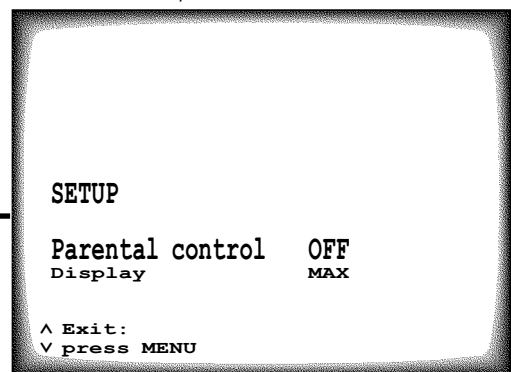 SETUP
Parental control OFF
Display MAX
^ Exit:
v press MENU